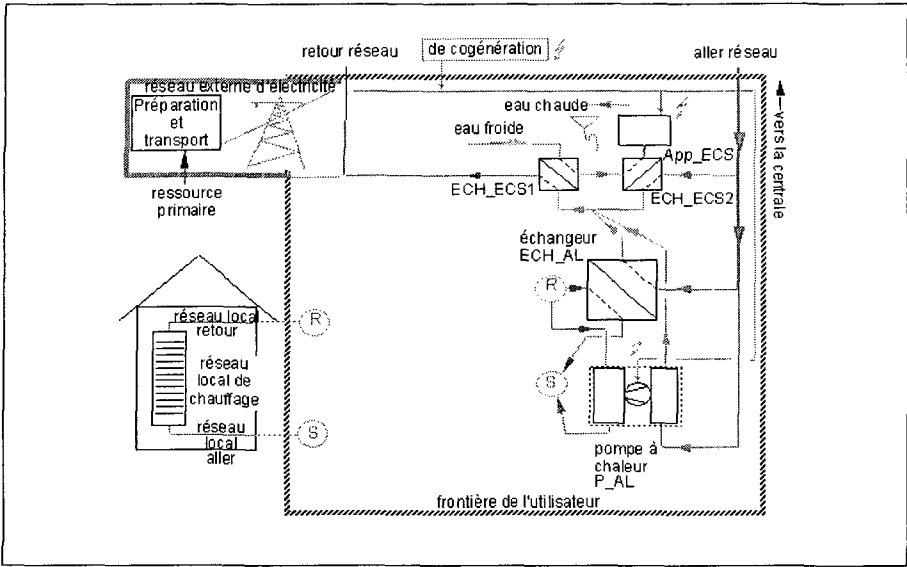 retour réseau
de cogénération
aller réseau
réseau externe d'électricité
Préparation
et
transport
eau chaude
eau froide
vers la centrale
App_ECS
ECH_ECS1
ECH_ECS2
ressource
primaire
échangeur
ECH_AL
R
réseau local
retour
R
réseau
local de
chauffage
S
réseau
local
aller
S
pompe à
chaleur
P_AL
frontière de l'utilisateur